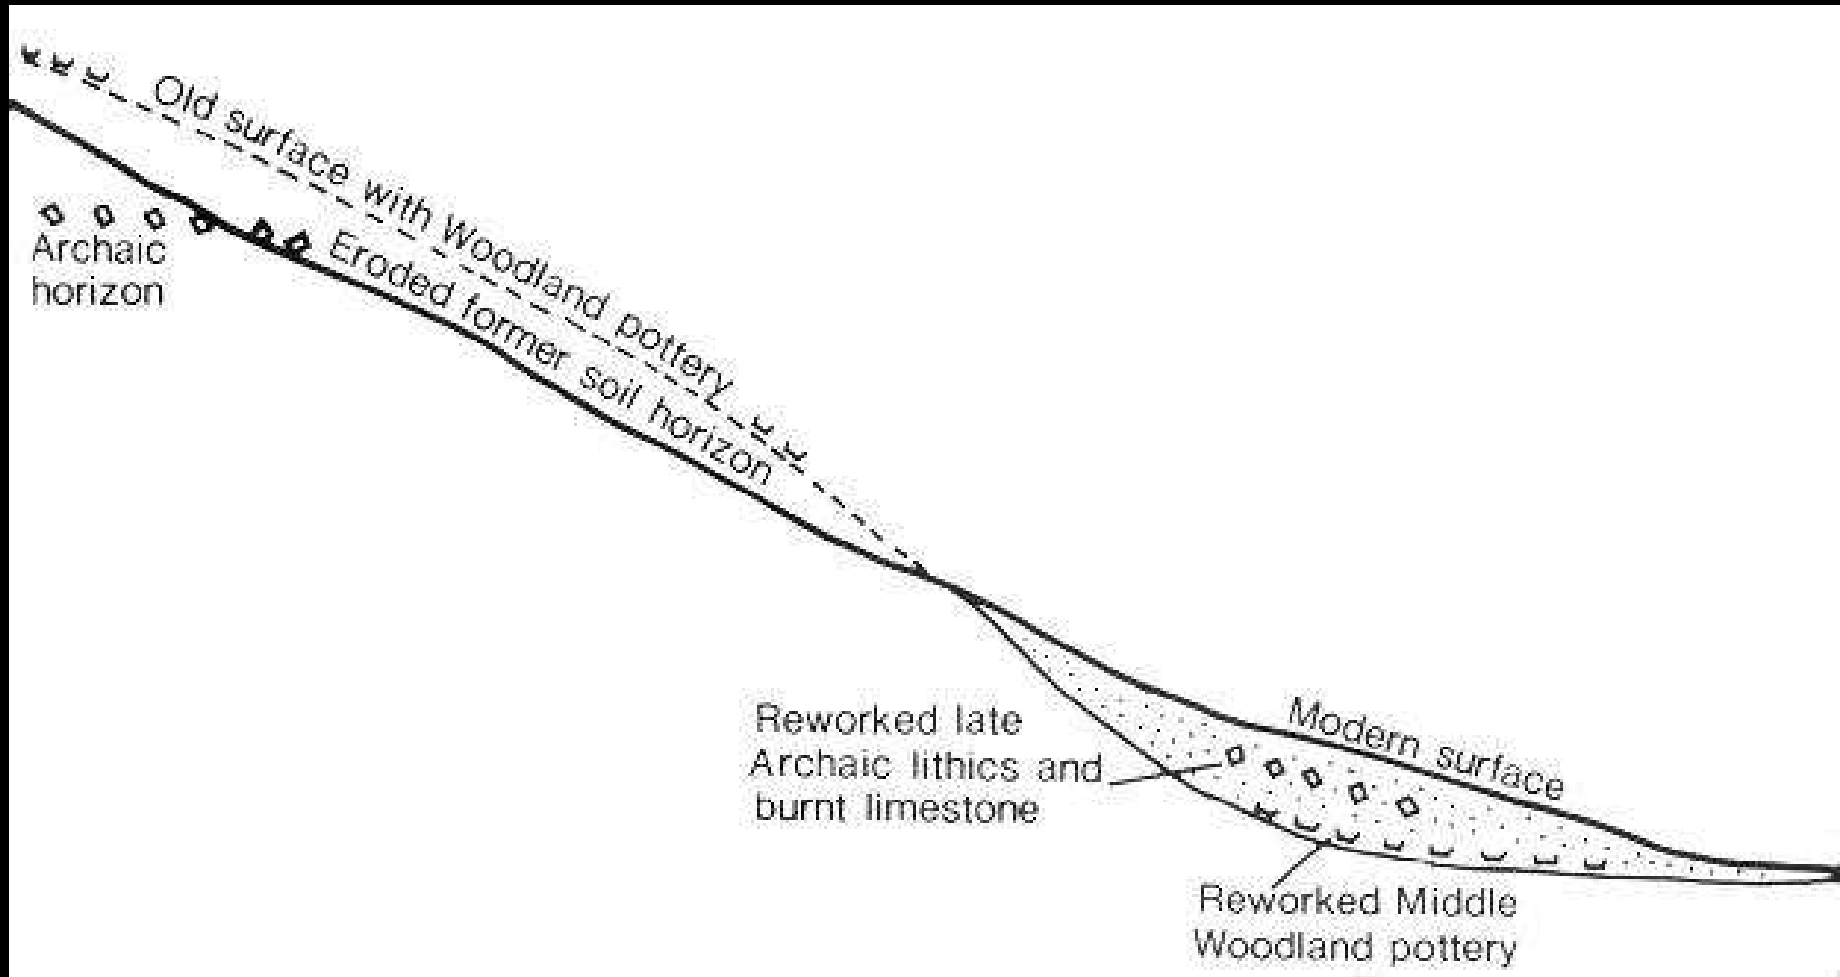 Old surface with Woodland pottery
Archaic
horizon
Eroded former soil horizon
Reworked late
Archaic lithics and
burnt limestone
Modern surface
Reworked Middle
Woodland pottery